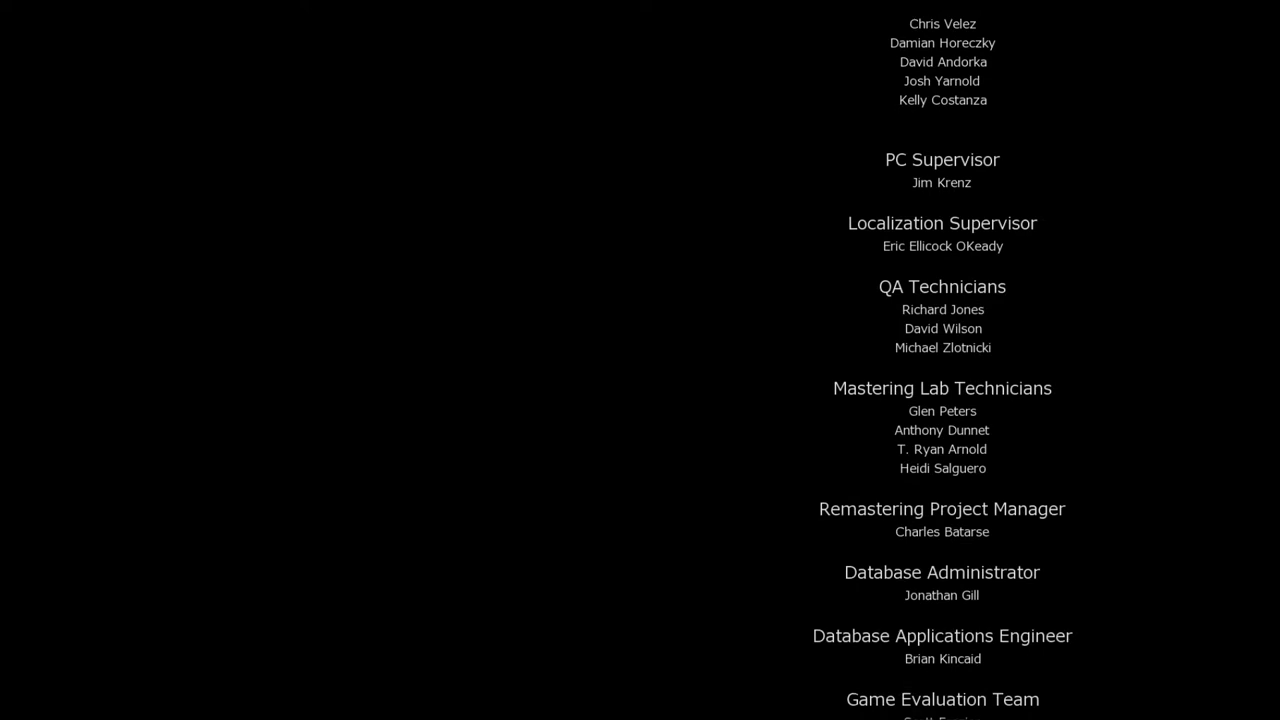 Chris Velez
Damian Horeczky
David Andorka
Josh Yarnold
Kelly Costanza
PC Supervisor
Jim Krenz
Localization Supervisor
Eric Ellicock OKeady
QA Technicians
Richard Jones
David Wilson
Michael Zlotnicki
Mastering Lab Technicians
Glen Peters
Anthony Dunnet
T. Ryan Arnold
Heidi Salguero
Remastering Project Manager
Charles Batarse
Database Administrator
Jonathan Gill
Database Applications Engineer
Brian Kincaid
Game Evaluation Team